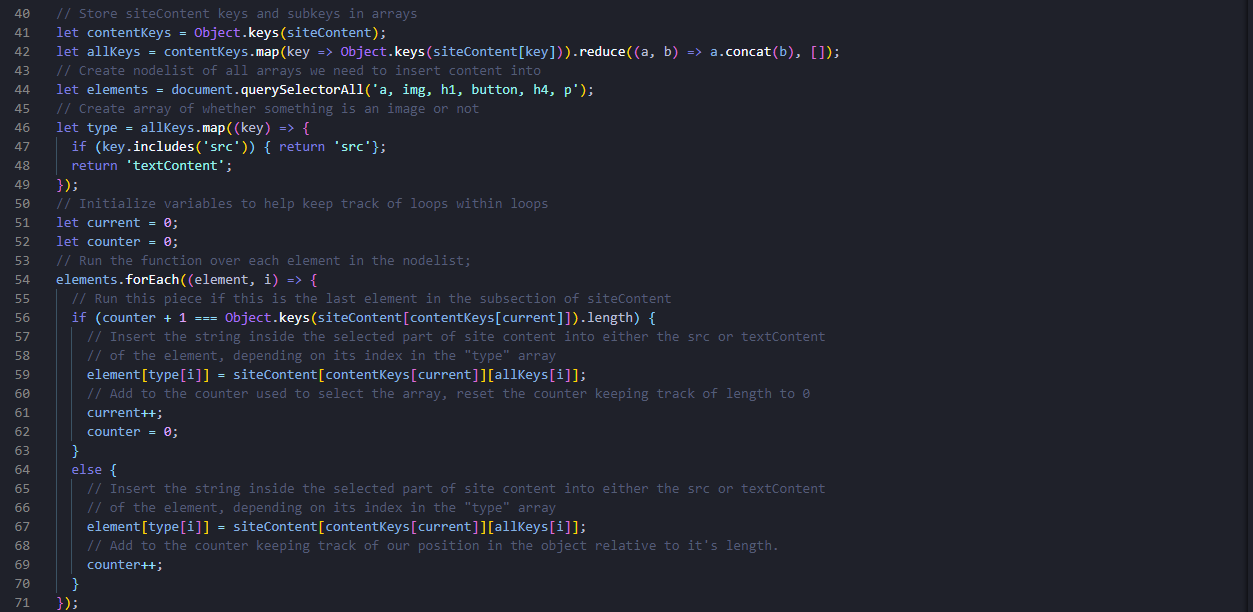 40 // Store siteContent keys and subkeys in arrays
41 let contentKeys = Object.keys(siteContent);
42 let allKeys = contentKeys.map(key => Object.keys(siteContent[key])).reduce((a, b) => a.concat(b), []);
43 // Create nodelist of all arrays we need to insert content into
44 let elements = document.querySelectorAll('a, img, h1, button, h4, p');
45 // Create array of whether something is an image or not
46 let type = allKeys.map((key) => {
47   if (key.includes('src')) { return 'src'};
48   return 'textContent';
49 });
50 // Initialize variables to help keep track of loops within loops
51 let current = 0;
52 let counter = 0;
53 // Run the function over each element in the nodelist;
54 elements.forEach((element, i) => {
55   // Run this piece if this is the last element in the subsection of siteContent
56   if (counter + 1 === Object.keys(siteContent[contentKeys[current]]).length) {
57     // Insert the string inside the selected part of site content into either the src or textContent
58     // of the element, depending on its index in the "type" array
59     element[type[i]] = siteContent[contentKeys[current]][allKeys[i]];
60     // Add to the counter used to select the array, reset the counter keeping track of length to 0
61     current++;
62     counter = 0;
63   }
64   else {
65     // Insert the string inside the selected part of site content into either the src or textContent
66     // of the element, depending on its index in the "type" array
67     element[type[i]] = siteContent[contentKeys[current]][allKeys[i]];
68     // Add to the counter keeping track of our position in the object relative to it's length.
69     counter++;
70   }
71 });